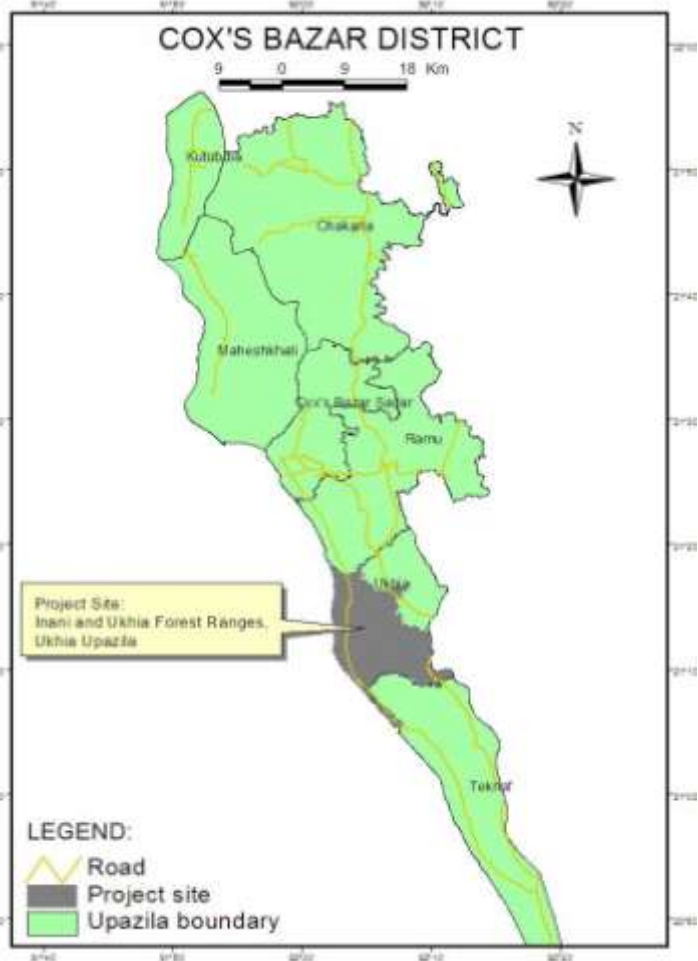 COX'S BAZAR DISTRICT
9 0 9 18 Km
N
Kutubdia
Chakaria
Maheshkhali
Cox's Bazar Sadar
Ramu
Ukhia
Project Site:
Inani and Ukhia Forest Ranges,
Ukhia Upazila
Teknaf
LEGEND:
Road
Project site
Upazila boundary